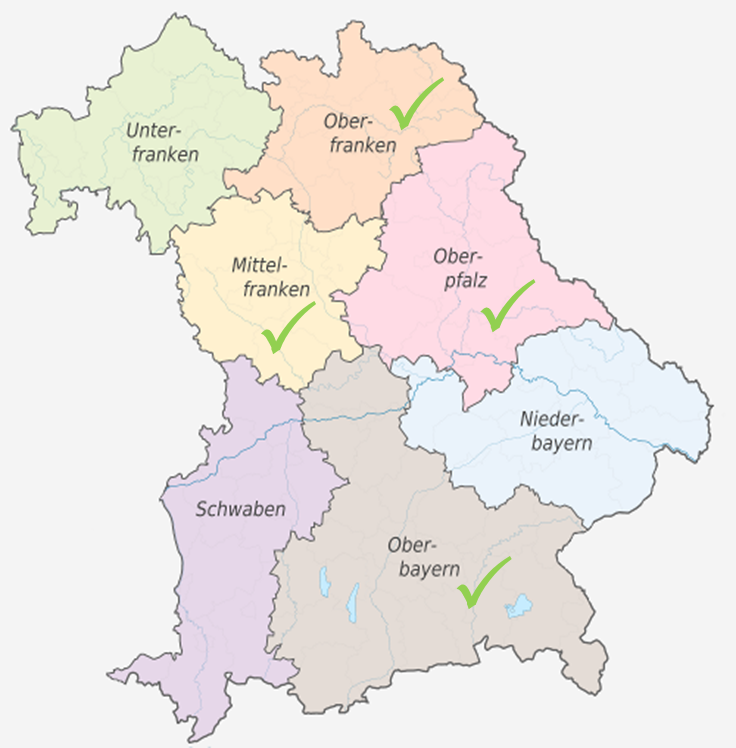 Ober-
franken
Unter-
franken
Ober-
pfalz
Mittel-
franken
Nieder-
bayern
Schwaben
Ober-
bayern